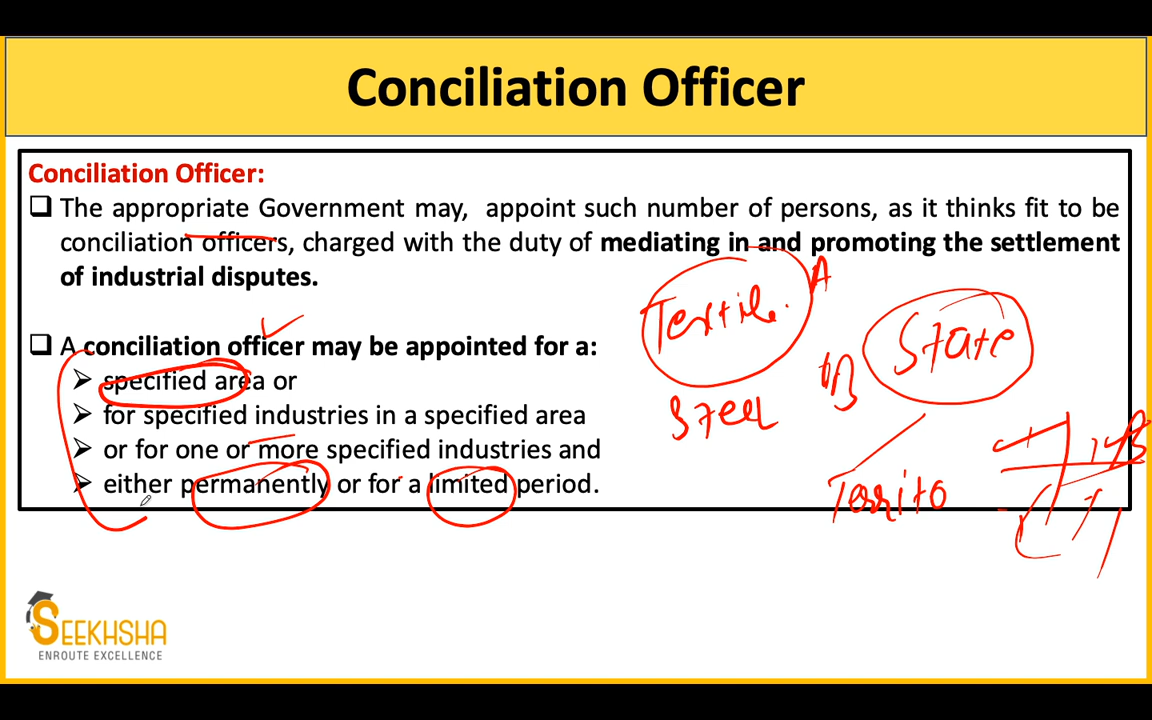 Conciliation Officer
Conciliation Officer:
❑ The appropriate Government may, appoint such number of persons, as it thinks fit to be
conciliation officers, charged with the duty of mediating in and promoting the settlement
of industrial disputes.
❑ A conciliation officer may be appointed for a:
➢ specified area or
➢ for specified industries in a specified area
➢ or for one or more specified industries and
➢ either permanently or for a limited period.
Textile
A
Steel
B
State
Territo
SEEKHSHA
ENROUTE EXCELLENCE